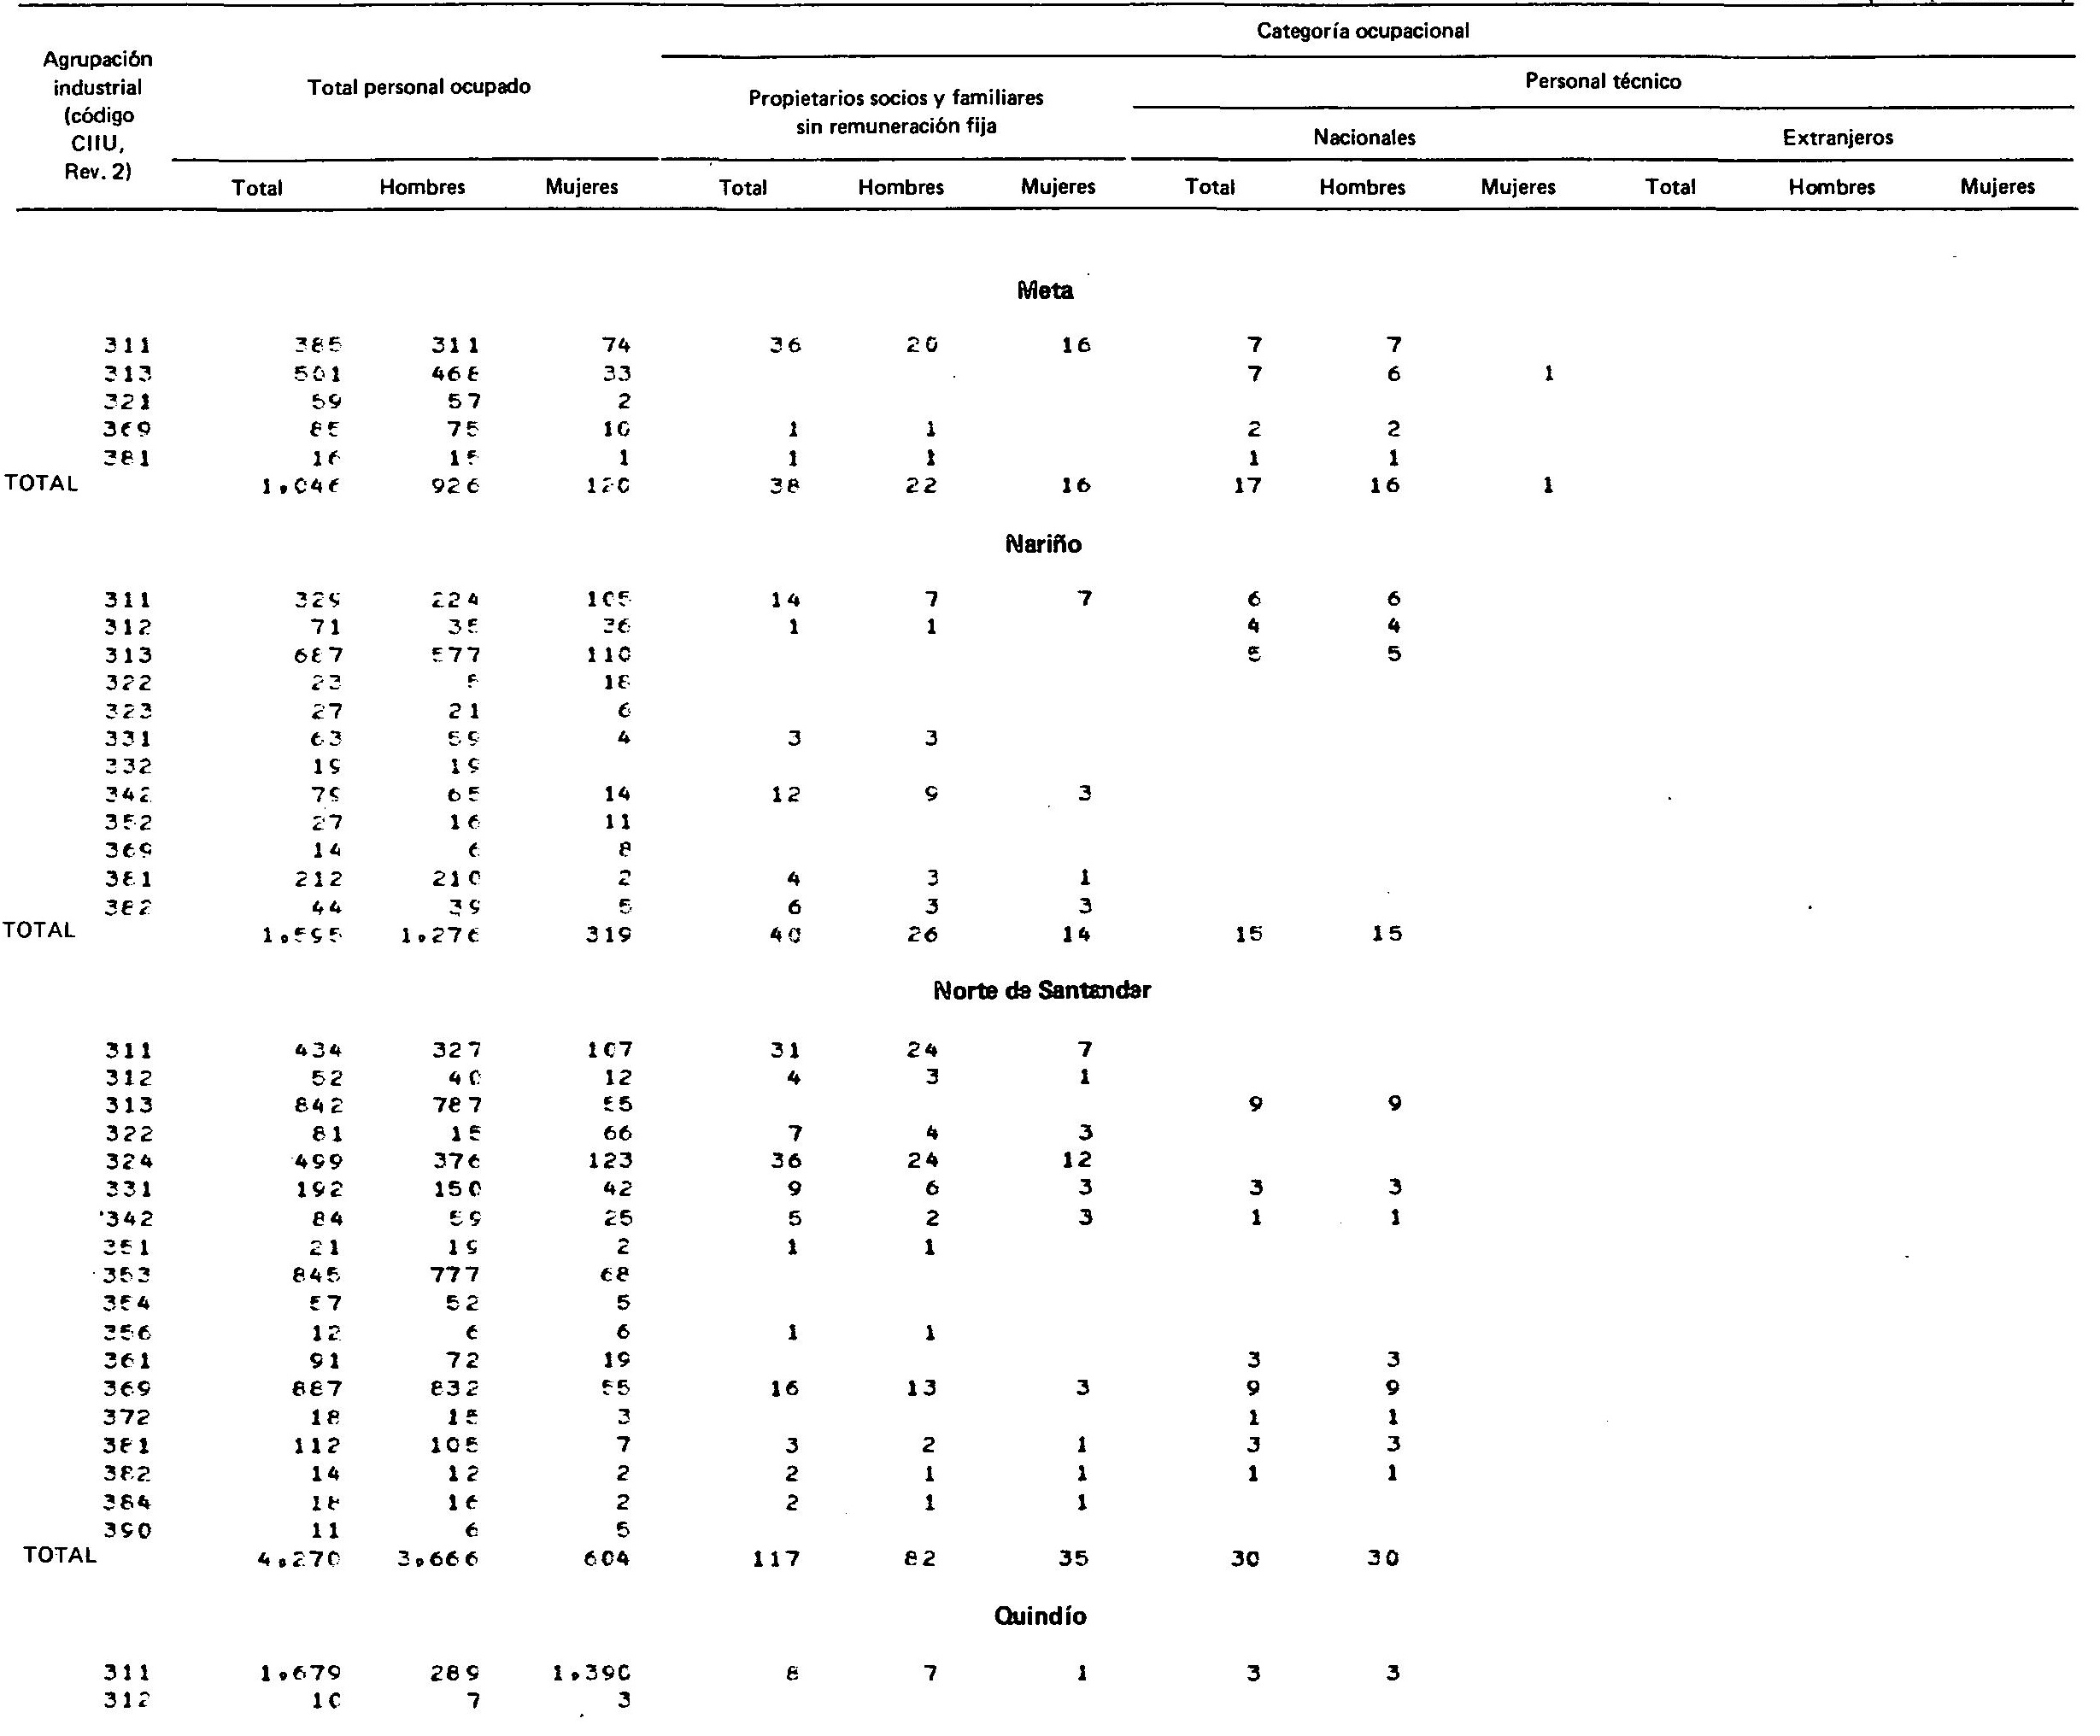 Categoría ocupacional
Agrupación industrial (código CIIU, Rev. 2) Total personal ocupado Propietarios socios y familiares sin remuneración fija Personal técnico
Nacionales Extranjeros
Total Hombres Mujeres Total Hombres Mujeres Total Hombres Mujeres Total Hombres Mujeres
Meta
311 385 311 74 36 20 16 7 7
313 501 468 33 7 6 1
321 59 57 2
369 85 75 10 1 1 2 2
381 16 15 1 1 1 1 1
TOTAL 1,046 926 120 38 22 16 17 16 1
Nariño
311 329 224 105 14 7 7 6 6
312 71 35 36 1 1 4 4
313 687 577 110 5 5
322 23 5 18
323 27 21 6
331 63 59 4 3 3
332 19 19
342 79 65 14 12 9 3
352 27 16 11
369 14 6 8
381 212 210 2 4 3 1
382 44 39 5 6 3 3
TOTAL 1,595 1,276 319 40 26 14 15 15
Norte de Santander
311 434 327 107 31 24 7
312 52 40 12 4 3 1
313 842 787 55 9 9
322 81 15 66 7 4 3
324 499 376 123 36 24 12
331 192 150 42 9 6 3 3 3
342 84 59 25 5 2 3 1 1
351 21 19 2 1 1
353 845 777 68
354 57 52 5
356 12 6 6 1 1
361 91 72 19 3 3
369 887 832 55 16 13 3 9 9
372 18 15 3 1 1
381 112 105 7 3 2 1 3 3
382 14 12 2 2 1 1 1 1
384 18 16 2 2 1 1
390 11 6 5
TOTAL 4,270 3,666 604 117 82 35 30 30
Quindío
311 1,679 289 1,390 8 7 1 3 3
312 10 7 3